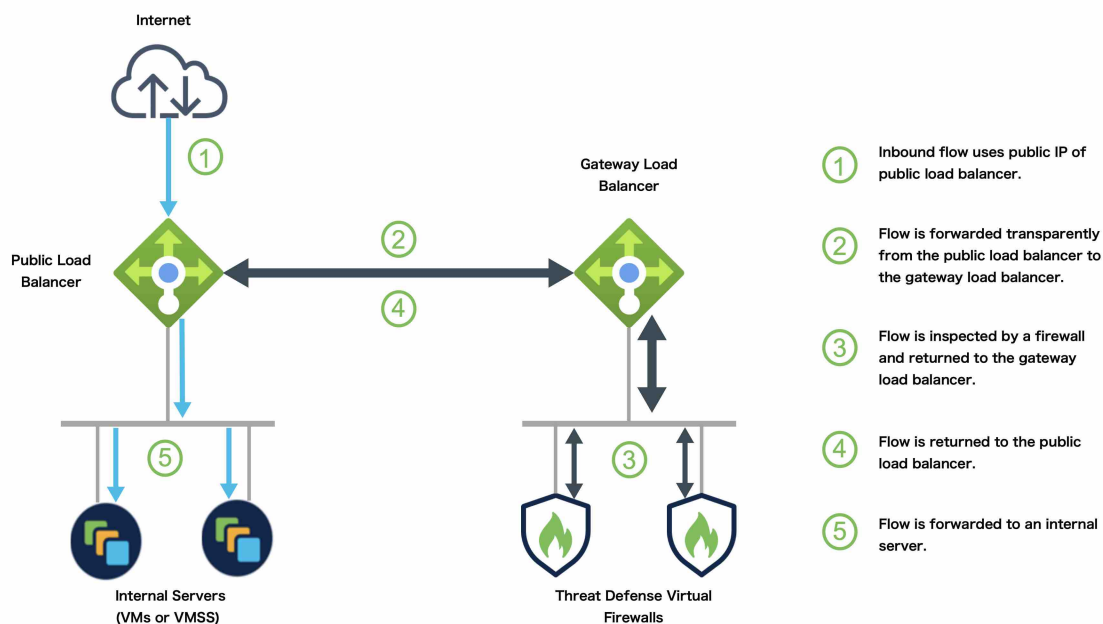 Internet
1
Gateway Load
Balancer
Public Load
Balancer
2
4
5
3
Internal Servers
(VMs or VMSS)
Threat Defense Virtual
Firewalls
1
Inbound flow uses public IP of
public load balancer.
2
Flow is forwarded transparently
from the public load balancer to
the gateway load balancer.
3
Flow is inspected by a firewall
and returned to the gateway
load balancer.
4
Flow is returned to the public
load balancer.
5
Flow is forwarded to an internal
server.